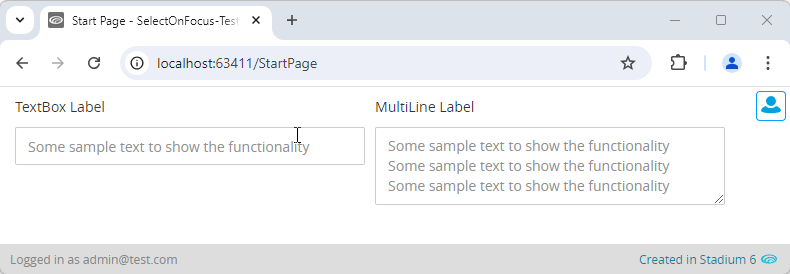 Start Page - SelectOnFocus-Test
localhost:63411/StartPage
TextBox Label
MultiLine Label
Some sample text to show the functionality
Some sample text to show the functionality
Some sample text to show the functionality
Some sample text to show the functionality
Logged in as admin@test.com
Created in Stadium 6